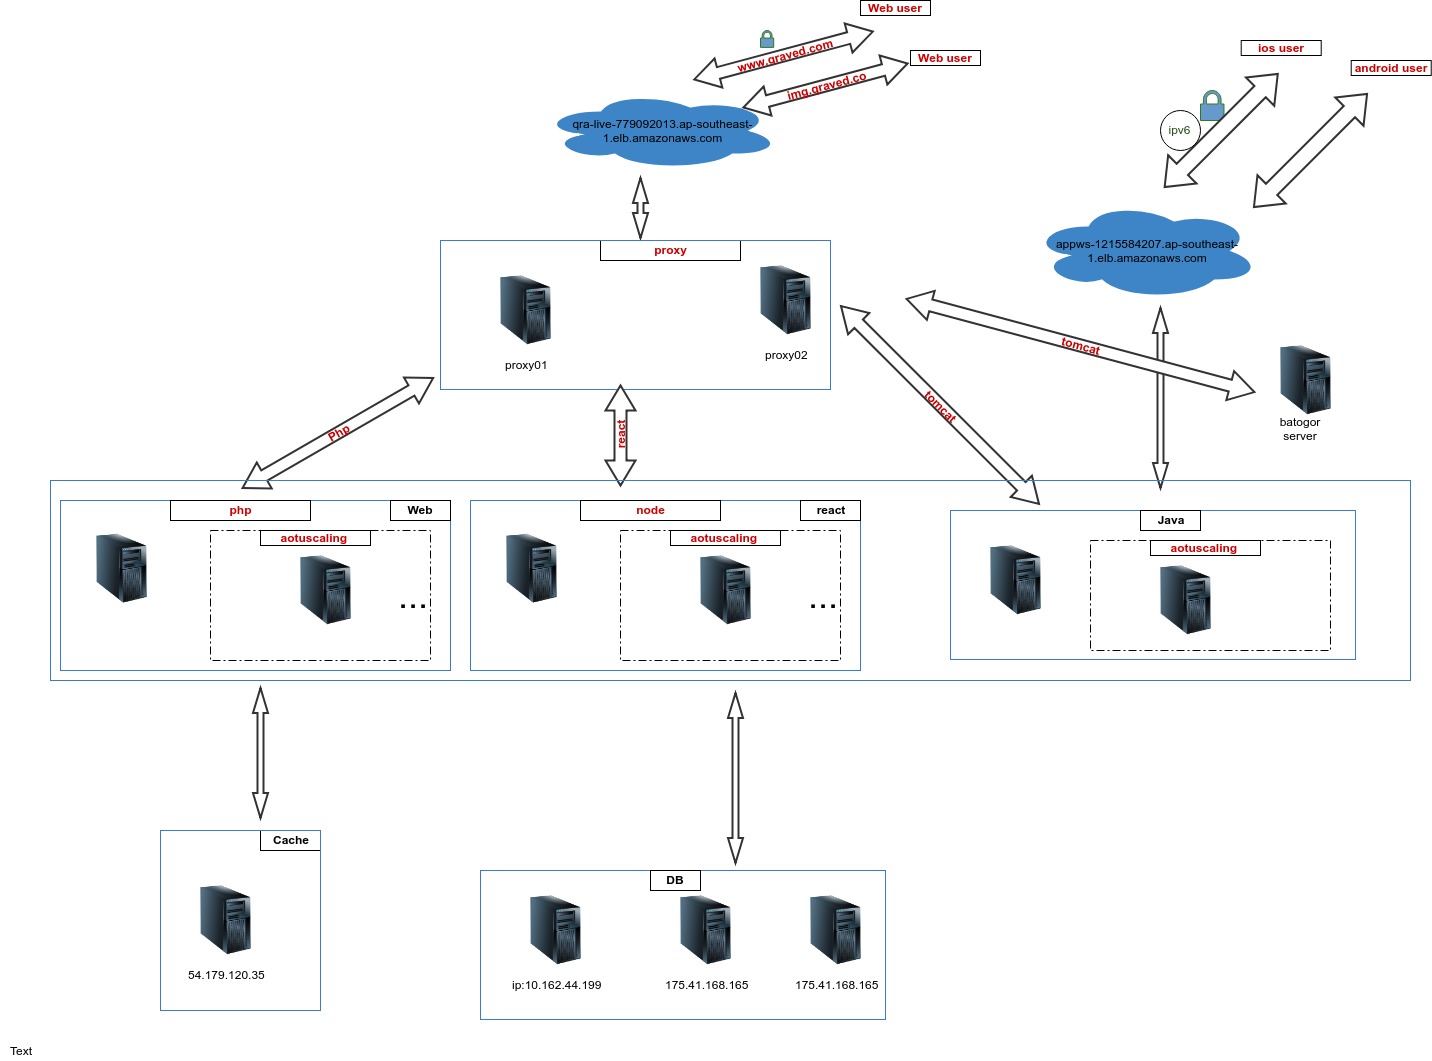 Web user
Web user
www.qraved.com
img.qraved.co
ios user
android user
ipv6
qra-live-779092013.ap-southeast-
1.elb.amazonaws.com
appws-1215584207.ap-southeast-
1.elb.amazonaws.com
proxy
proxy01
proxy02
tomcat
batogor
server
Php
react
tomcat
php
Web
node
react
Java
aotuscaling
aotuscaling
aotuscaling
...
...
Cache
54.179.120.35
DB
ip:10.162.44.199
175.41.168.165
175.41.168.165
Text